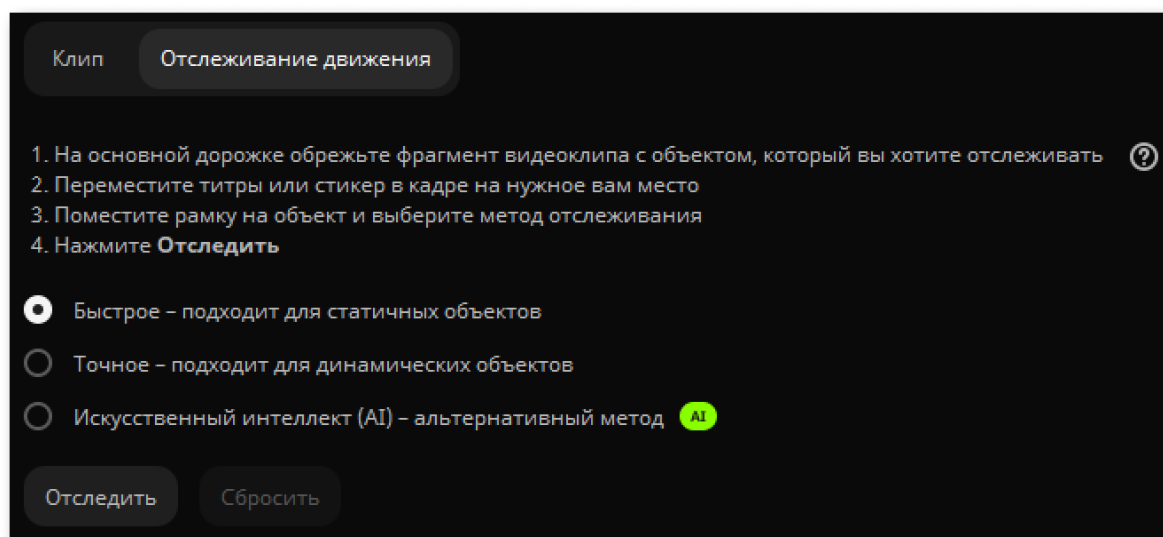 Клип
Отслеживание движения
1. На основной дорожке обрежьте фрагмент видеоклипа с объектом, который вы хотите отслеживать
2. Переместите титры или стикер в кадре на нужное вам место
3. Поместите рамку на объект и выберите метод отслеживания
4. Нажмите Отследить
Быстрое – подходит для статичных объектов
Точное – подходит для динамических объектов
Искусственный интеллект (AI) – альтернативный метод AI
Отследить
Сбросить